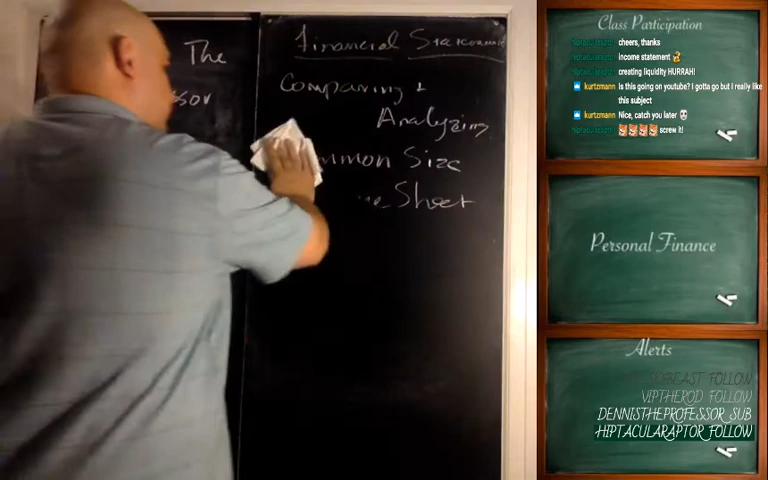 The
ssor
Financial Statements
Comparing +
Analyzing
mmon Size
Sheet
Class Participation
cheers, thanks
income statement
creating liquidity HURRAH!
kurtzmann Is this going on youtube? I gotta go but I really like
this subject
kurtzmann Nice, catch you later
screw it!
Personal Finance
Alerts
FOLLOW
VIPTHEROD FOLLOW
DENNISTHEPROFESSOR SUB
HIPTACULARAPTOR FOLLOW